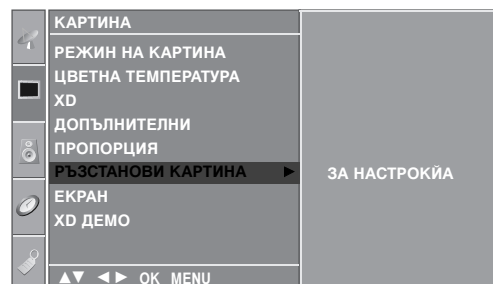 КАРТИНА
РЕЖИН НА КАРТИНА
ЦВЕТНА ТЕМПЕРАТУРА
XD
ДОПЪЛНИТЕЛНИ
ПРОПОРЦИЯ
РЪЗСТАНОВИ КАРТИНА ►
ЗА НАСТРОКЙА
ЕКРАН
XD ДЕМО
▲▼ ◄► OK MENU